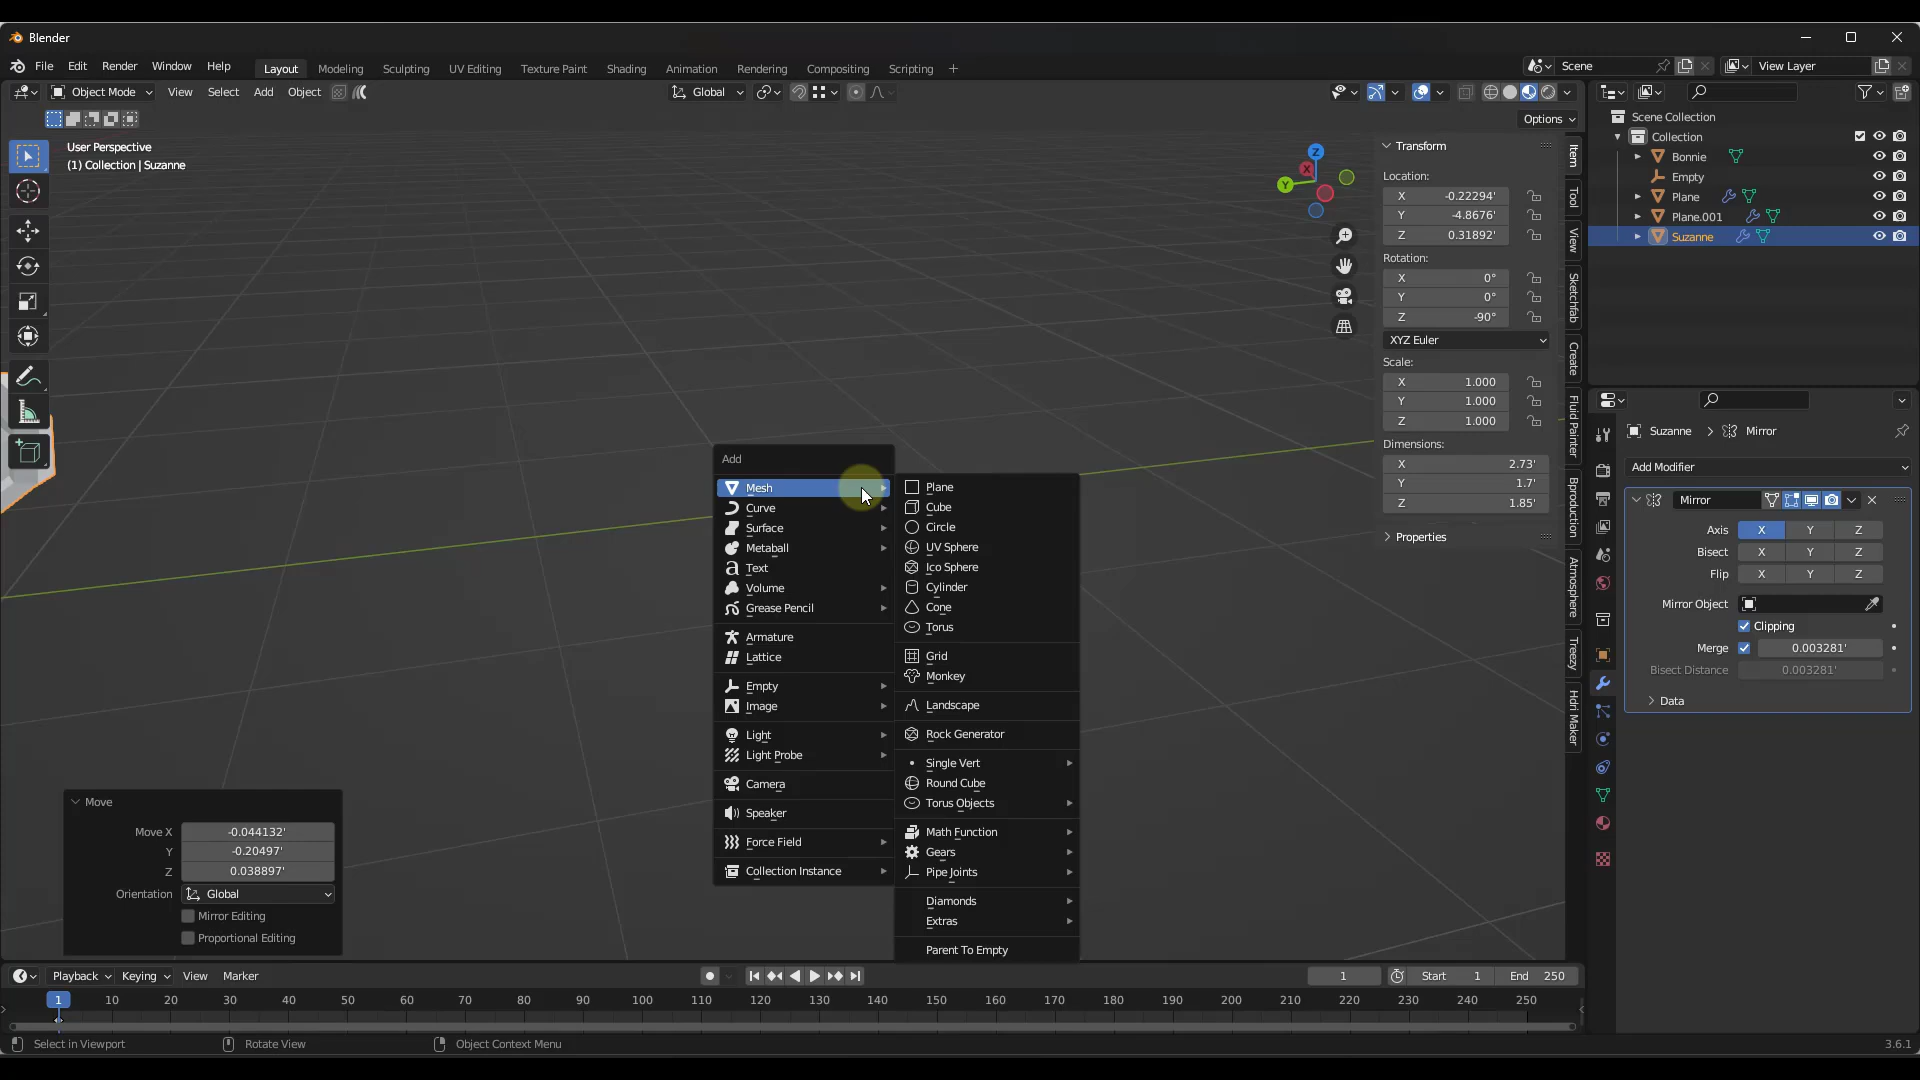 Blender
File Edit Render Window Help Layout Modeling Sculpting UV Editing Texture Paint Shading Animation Rendering Compositing Scripting + Scene View Layer
Object Mode View Select Add Object Global
Options
User Perspective
(1) Collection | Suzanne
Z
X
Y
Transform
Location:
X -0.22294'
Y -4.8676'
Z 0.31892'
Rotation:
X 0°
Y 0°
Z -90°
XYZ Euler
Scale:
X 1.000
Y 1.000
Z 1.000
Dimensions:
X 2.73'
Y 1.7'
Z 1.85'
Properties
Item
Tool
View
Sketchfab
Create
Fluid Painter
Bproduction
Atmosphere
Treezy
Hdri Maker
Scene Collection
Collection
Bonnie
Empty
Plane
Plane.001
Suzanne
Suzanne > Mirror
Add Modifier
Mirror
Axis X Y Z
Bisect X Y Z
Flip X Y Z
Mirror Object
Clipping
Merge 0.003281'
Bisect Distance 0.003281'
Data
Add
Mesh
Curve
Surface
Metaball
Text
Volume
Grease Pencil
Armature
Lattice
Empty
Image
Light
Light Probe
Camera
Speaker
Force Field
Collection Instance
Plane
Cube
Circle
UV Sphere
Ico Sphere
Cylinder
Cone
Torus
Grid
Monkey
Landscape
Rock Generator
Single Vert
Round Cube
Torus Objects
Math Function
Gears
Pipe Joints
Diamonds
Extras
Parent To Empty
Move
Move X -0.044132'
Y -0.20497'
Z 0.038897'
Orientation Global
Mirror Editing
Proportional Editing
Playback Keying View Marker 1 Start 1 End 250
1 10 20 30 40 50 60 70 80 90 100 110 120 130 140 150 160 170 180 190 200 210 220 230 240 250
Select in Viewport Rotate View Object Context Menu 3.6.1